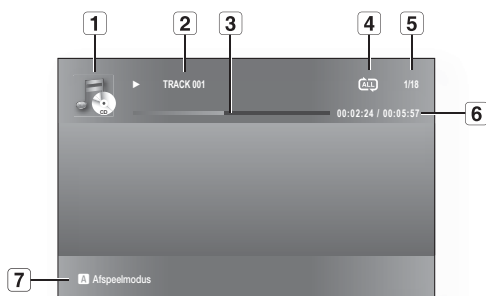 1 2 3 4 5
CD
TRACK 001 ALL 1/18
00:02:24 / 00:05:57 6
7 A Afspeelmodus